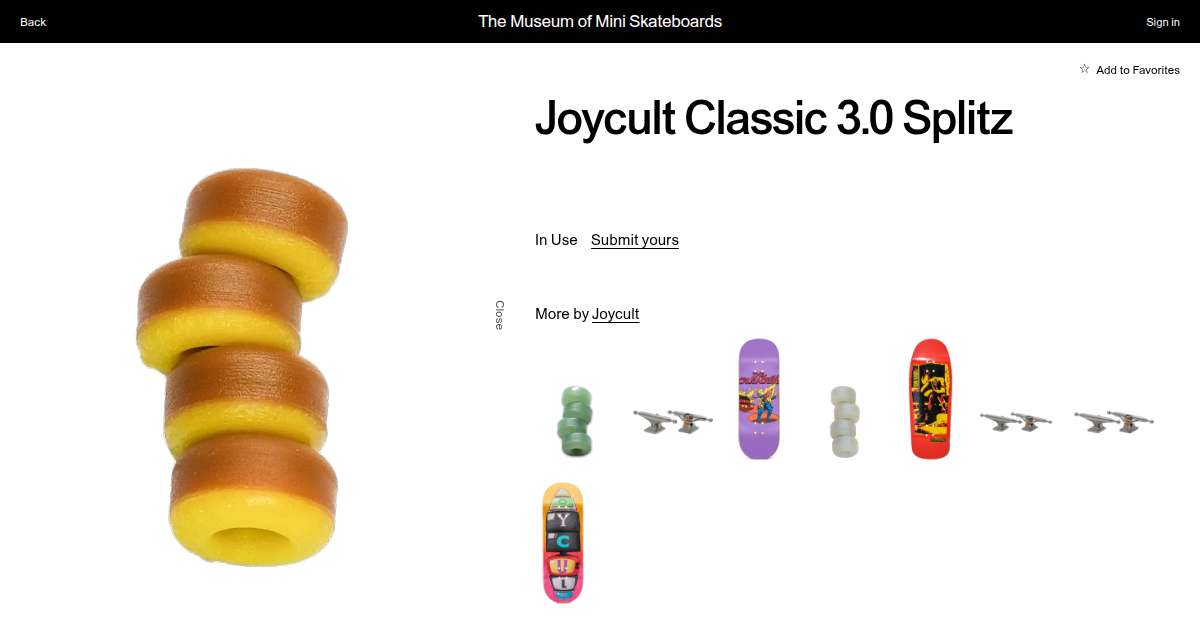 Back
The Museum of Mini Skateboards
Sign in
☆ Add to Favorites
Joycult Classic 3.0 Splitz
In Use Submit yours
Close
More by Joycult
Y
C
U
L